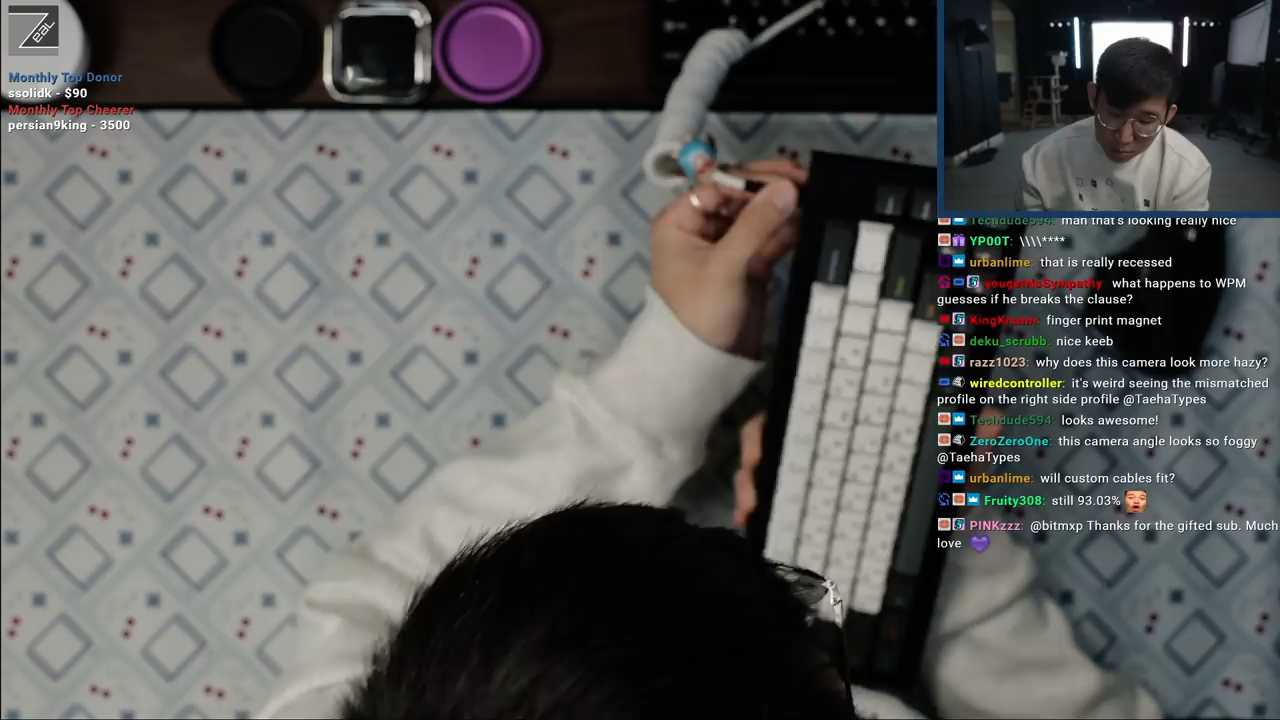 Zeal
Monthly Top Donor
ssolidk - $90
Monthly Top Cheerer
persian9king - 3500
Techdude594: man that's looking really nice
YP00T: \\\\****
urbanlime: that is really recessed
yougetNoSympathy what happens to WPM
guesses if he breaks the clause?
finger print magnet
deku_scrubb: nice keeb
razz1023: why does this camera look more hazy?
wiredcontroller: it's weird seeing the mismatched
profile on the right side profile @TaehaTypes
Techdude594: looks awesome!
ZeroZeroOne: this camera angle looks so foggy
@TaehaTypes
urbanlime: will custom cables fit?
Fruity308: still 93.03%
PINKzzz: @bitmxp Thanks for the gifted sub. Much
love